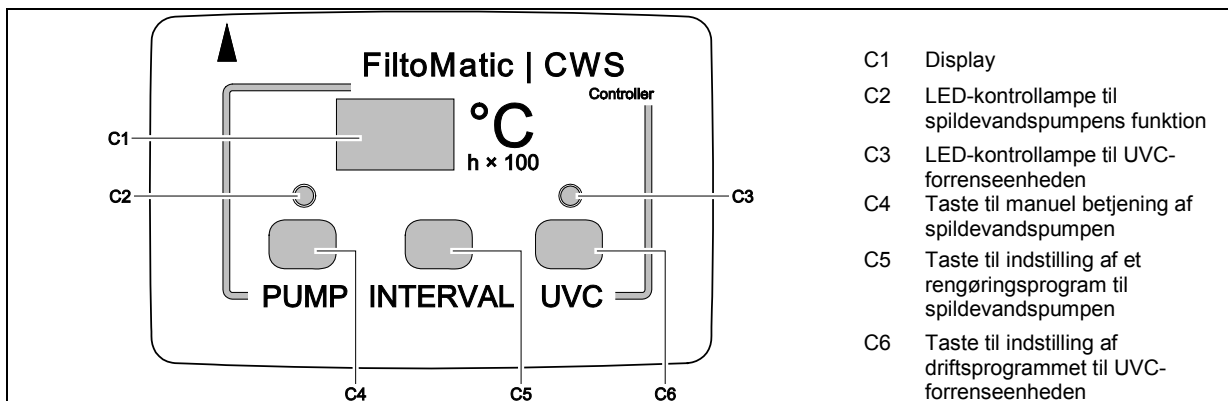 FiltoMatic | CWS
Controller
°C
h × 100
C1
C2
C3
PUMP INTERVAL UVC
C4 C5 C6
C1 Display
C2 LED-kontrollampe til
spildevandspumpens funktion
C3 LED-kontrollampe til UVC-
forrenseenheden
C4 Taste til manuel betjening af
spildevandspumpen
C5 Taste til indstilling af et
rengøringsprogram til
spildevandspumpen
C6 Taste til indstilling af
driftsprogrammet til UVC-
forrenseenheden